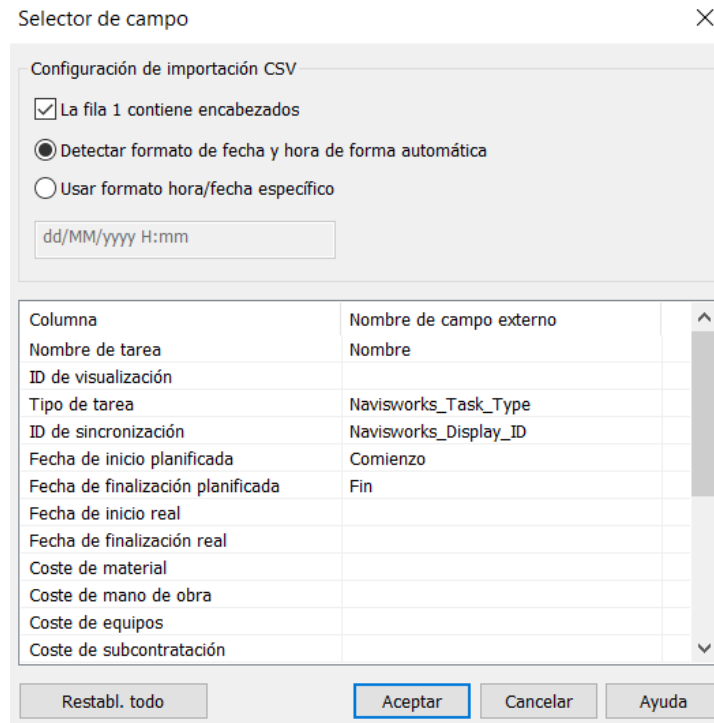 Selector de campo
Configuración de importación CSV
La fila 1 contiene encabezados
Detectar formato de fecha y hora de forma automática
Usar formato hora/fecha específico
dd/MM/yyyy H:mm
Columna Nombre de campo externo
Nombre de tarea Nombre
ID de visualización
Tipo de tarea Navisworks_Task_Type
ID de sincronización Navisworks_Display_ID
Fecha de inicio planificada Comienzo
Fecha de finalización planificada Fin
Fecha de inicio real
Fecha de finalización real
Coste de material
Coste de mano de obra
Coste de equipos
Coste de subcontratación
Restabl. todo Aceptar Cancelar Ayuda